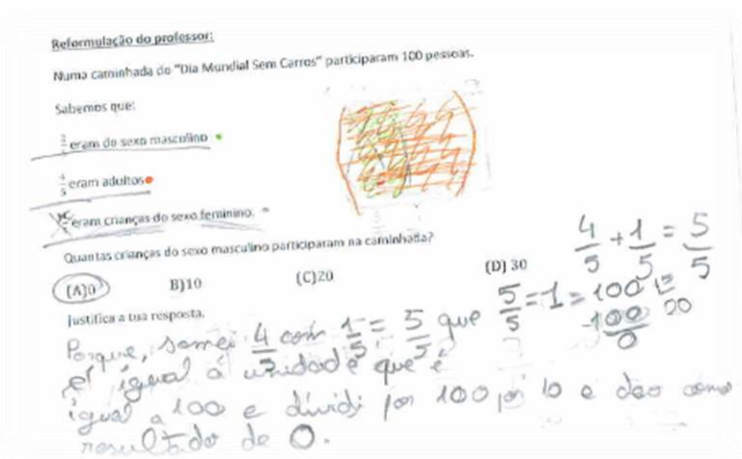 Reformulação do professor:
Numa caminhada do "Dia Mundial Sem Carros" participaram 100 pessoas.
Sabemos que:
eram do sexo masculino
4/5 eram adultos
eram crianças do sexo feminino.
Quantas crianças do sexo masculino participaram na caminhada?
(A)0 B)10 (C)20 (D) 30
4/5 + 1/5 = 5/5
Justifica a tua resposta.
Porque, somei 4/5 com 1/5 = 5/5 que 5/5 = 1 = 100
-100
0
20
é igual á unidade que é
igual a 100 e dividi por 100 por 10 e deo como
resultado de 0.